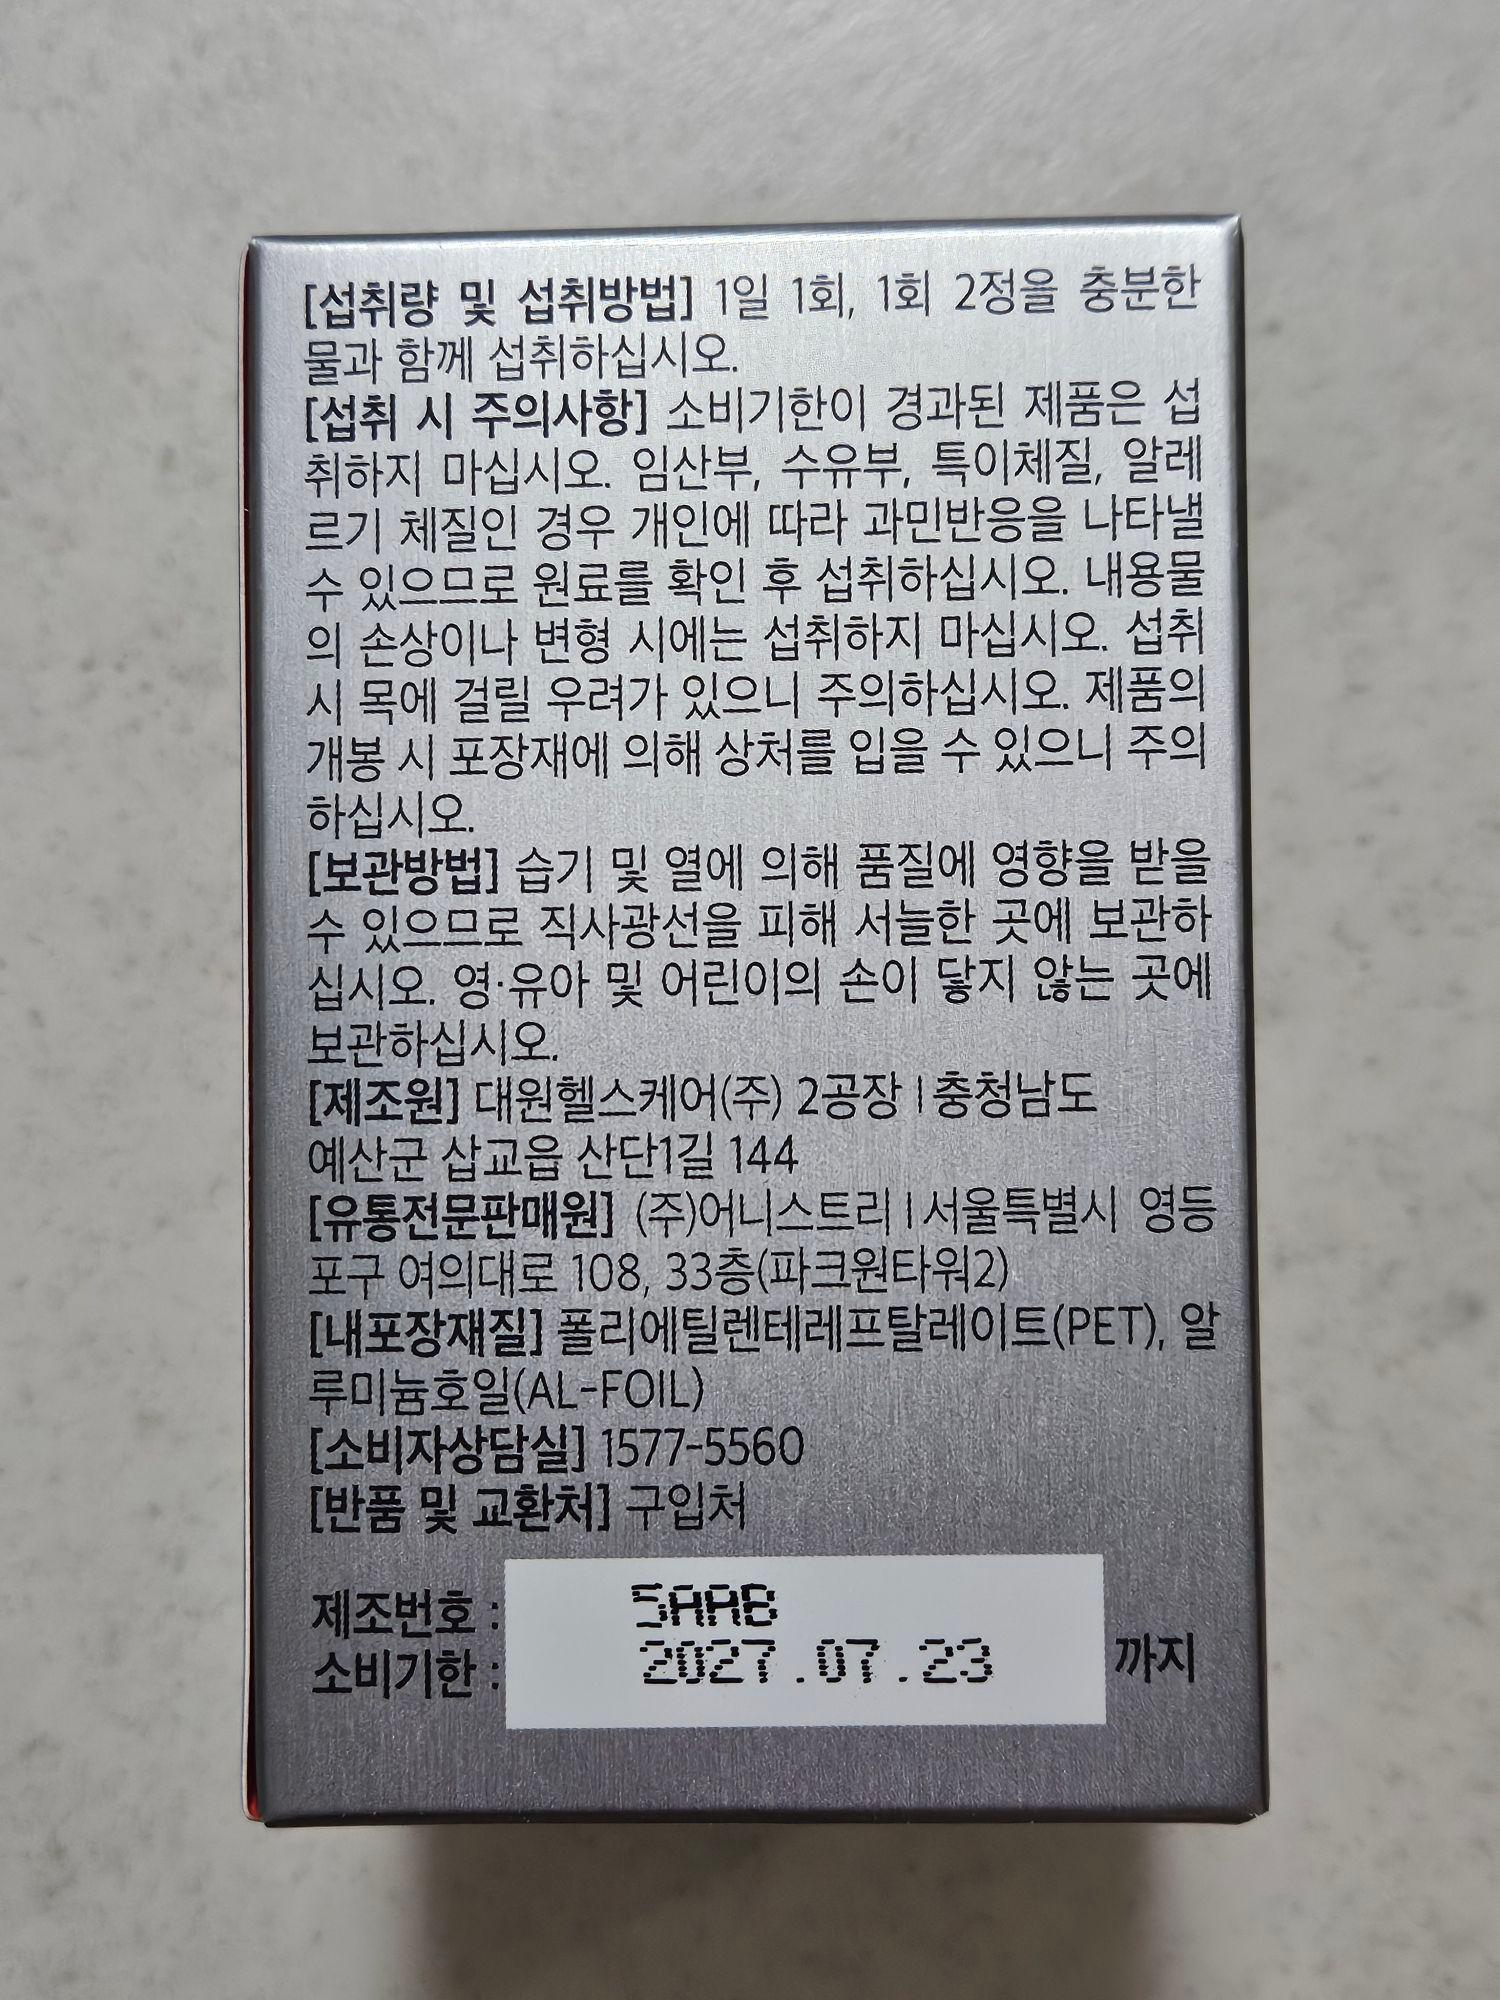 [섭취량 및 섭취방법] 1일 1회, 1회 2정을 충분한
물과 함께 섭취하십시오.
[섭취 시 주의사항] 소비기한이 경과된 제품은 섭
취하지 마십시오. 임산부, 수유부, 특이체질, 알레
르기 체질인 경우 개인에 따라 과민반응을 나타낼
수 있으므로 원료를 확인 후 섭취하십시오. 내용물
의 손상이나 변형 시에는 섭취하지 마십시오. 섭취
시 목에 걸릴 우려가 있으니 주의하십시오. 제품의
개봉 시 포장재에 의해 상처를 입을 수 있으니 주의
하십시오.
[보관방법] 습기 및 열에 의해 품질에 영향을 받을
수 있으므로 직사광선을 피해 서늘한 곳에 보관하
십시오. 영·유아 및 어린이의 손이 닿지 않는 곳에
보관하십시오.
[제조원] 대원헬스케어(주) 2공장 | 충청남도
예산군 삽교읍 산단1길 144
[유통전문판매원] (주)어니스트리 | 서울특별시 영등
포구 여의대로 108, 33층(파크원타워2)
[내포장재질] 폴리에틸렌테레프탈레이트(PET), 알
루미늄호일(AL-FOIL)
[소비자상담실] 1577-5560
[반품 및 교환처] 구입처
제조번호 : 5AAB
소비기한 : 2027.07.23 까지